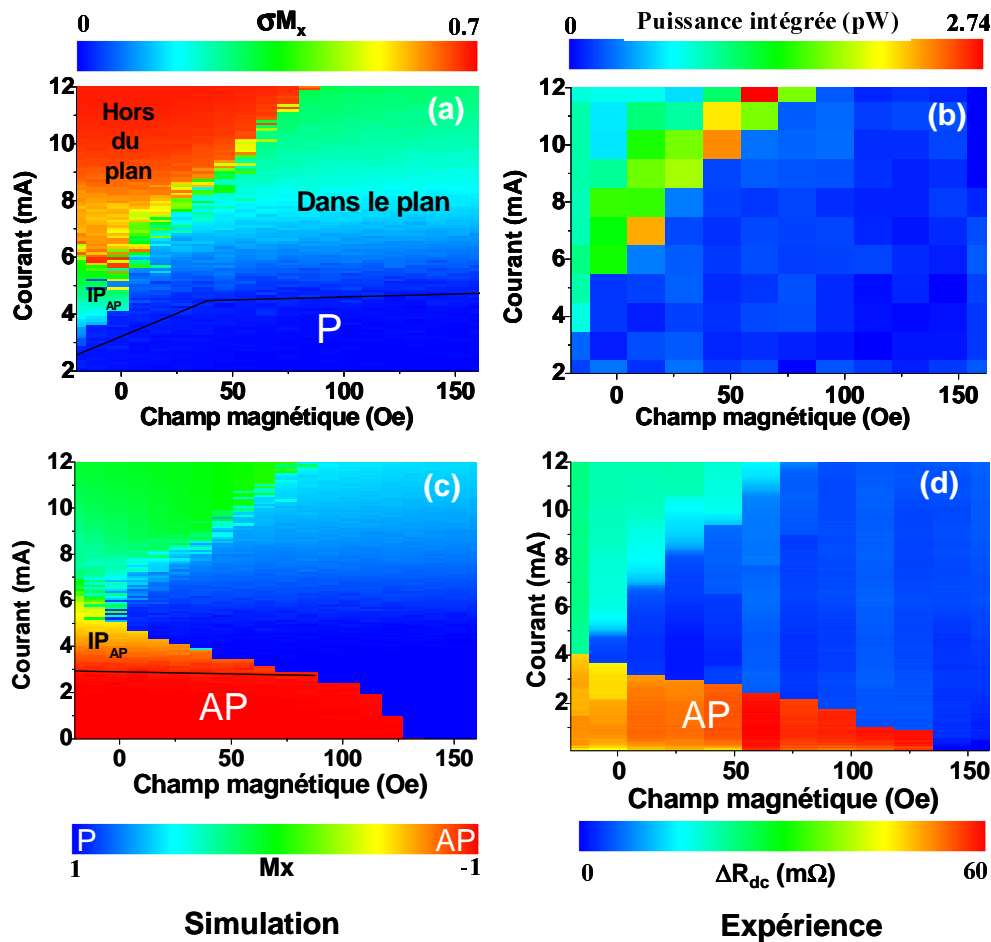 σMx
0 0.7
Puissance intégrée (pW)
0 2.74
Courant (mA)
12
10
8
6
4
2
Hors
du
plan
(a)
Dans le plan
IPAP
P
0 50 100 150
Champ magnétique (Oe)
Courant (mA)
12
10
8
6
4
2
(b)
0 50 100 150
Champ magnétique (Oe)
Courant (mA)
12
10
8
6
4
2
0
(c)
IPAP
AP
0 50 100 150
Champ magnétique (Oe)
Courant (mA)
12
10
8
6
4
2
(d)
AP
0 50 100 150
Champ magnétique (Oe)
P AP
1 Mx -1
0 ΔRdc (mΩ) 60
Simulation
Expérience